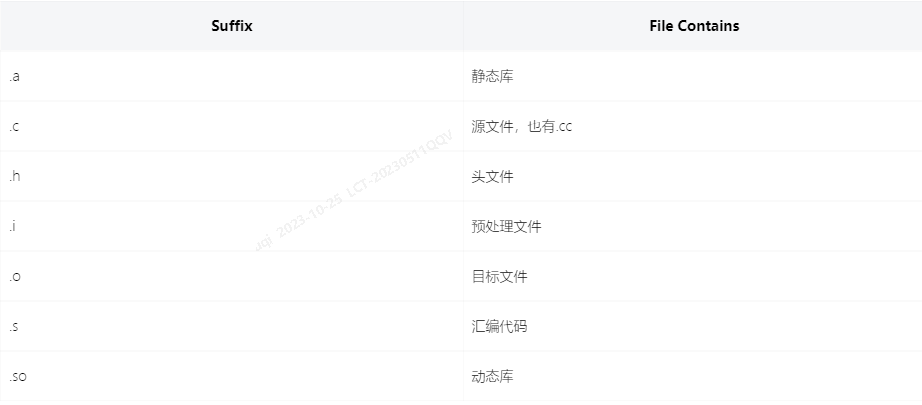 Suffix File Contains
.a 静态库
.c 源文件，也有.cc
.h 头文件
.i 预处理文件
.o 目标文件
.s 汇编代码
.so 动态库
2023-10-25 LCT-20230511QQV